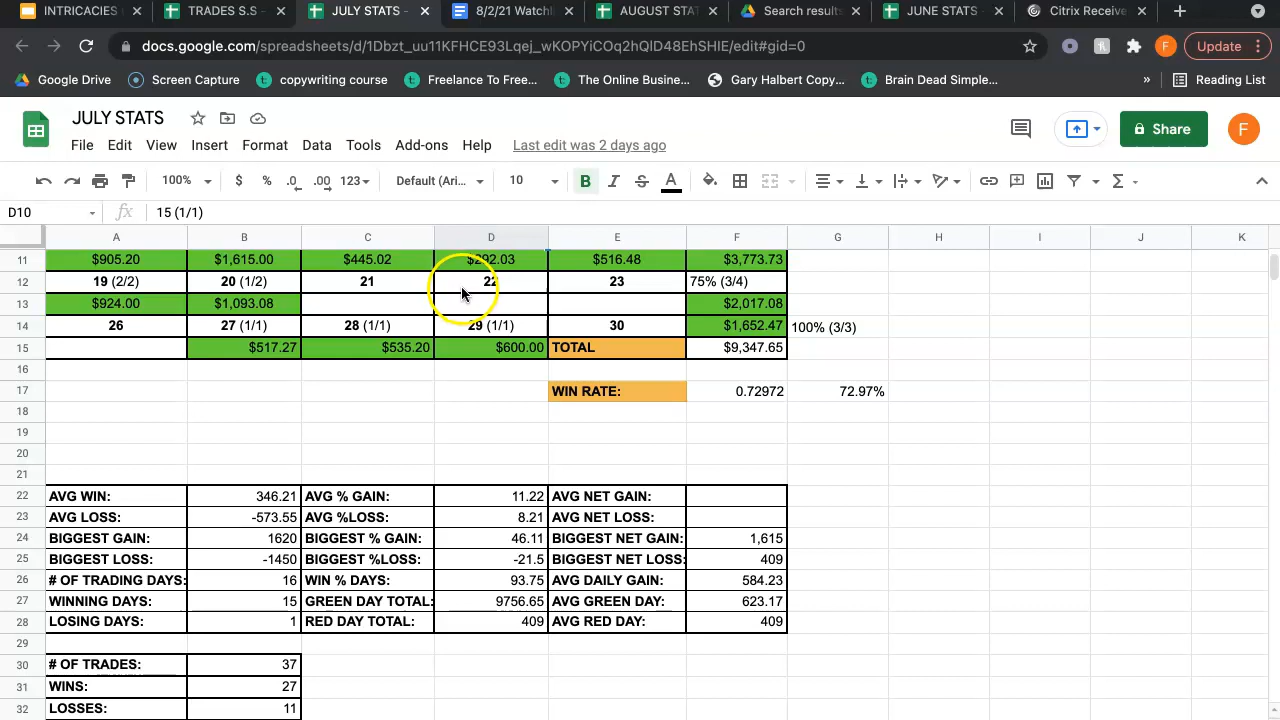 INTRICACIES
TRADES S.S -
JULY STATS -
8/2/21 Watchl
AUGUST STAT
Search results
JUNE STATS -
Citrix Receive
docs.google.com/spreadsheets/d/1Dbzt_uu11KFHCE93Lqej_wKOPYiCOq2hQlD48EhSHIE/edit#gid=0
F
Update
Google Drive
Screen Capture
copywriting course
Freelance To Free...
The Online Busine...
Gary Halbert Copy...
Brain Dead Simple...
»
Reading List
JULY STATS
File Edit View Insert Format Data Tools Add-ons Help Last edit was 2 days ago
Share
F
100% $ % .0 .00 123 Default (Ari... 10 B I S A
D10 fx 15 (1/1)
A B C D E F G H I J K
11 $905.20 $1,615.00 $445.02 $292.03 $516.48 $3,773.73
12 19 (2/2) 20 (1/2) 21 22 23 75% (3/4)
13 $924.00 $1,093.08 $2,017.08
14 26 27 (1/1) 28 (1/1) 29 (1/1) 30 $1,652.47 100% (3/3)
15 $517.27 $535.20 $600.00 TOTAL $9,347.65
16
17 WIN RATE: 0.72972 72.97%
18
19
20
21
22 AVG WIN: 346.21 AVG % GAIN: 11.22 AVG NET GAIN:
23 AVG LOSS: -573.55 AVG %LOSS: 8.21 AVG NET LOSS:
24 BIGGEST GAIN: 1620 BIGGEST % GAIN: 46.11 BIGGEST NET GAIN: 1,615
25 BIGGEST LOSS: -1450 BIGGEST %LOSS: -21.5 BIGGEST NET LOSS: 409
26 # OF TRADING DAYS: 16 WIN % DAYS: 93.75 AVG DAILY GAIN: 584.23
27 WINNING DAYS: 15 GREEN DAY TOTAL: 9756.65 AVG GREEN DAY: 623.17
28 LOSING DAYS: 1 RED DAY TOTAL: 409 AVG RED DAY: 409
29
30 # OF TRADES: 37
31 WINS: 27
32 LOSSES: 11